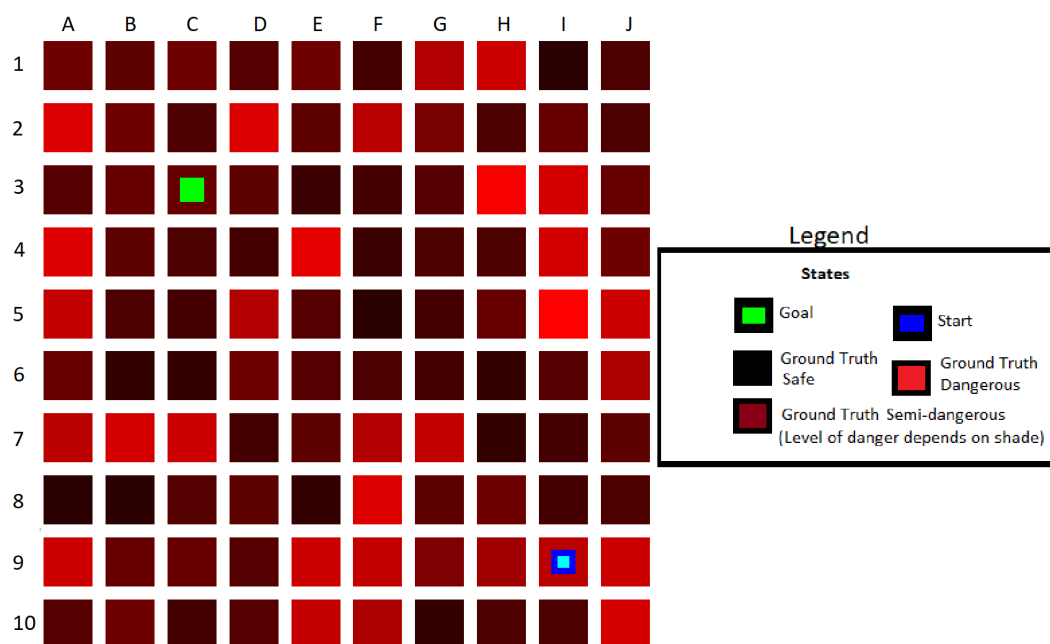 A B C D E F G H I J
1
2
3
4
5
6
7
8
9
10
Legend
States
Goal
Start
Ground Truth
Safe
Ground Truth
Dangerous
Ground Truth Semi-dangerous
(Level of danger depends on shade)